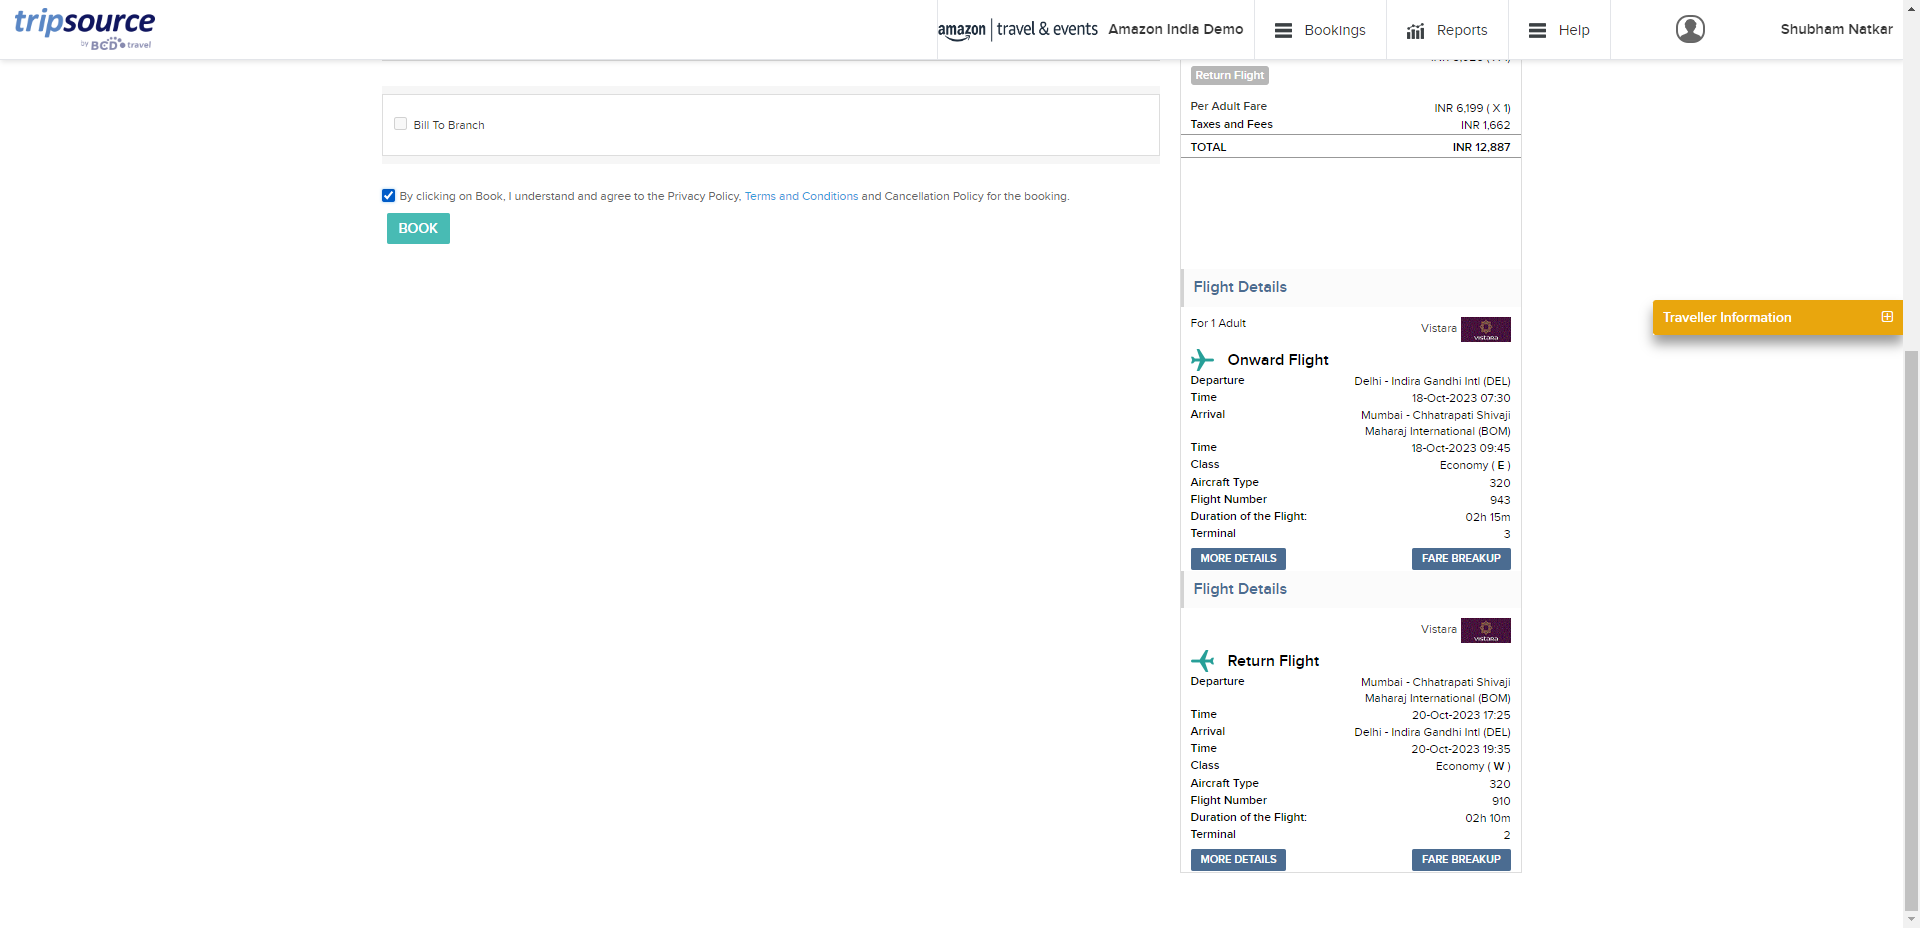 tripsource
by BCD travel
amazon | travel & events Amazon India Demo
Bookings
Reports
Help
Shubham Natkar
Return Flight
Per Adult Fare INR 6,199 ( X 1)
Taxes and Fees INR 1,662
TOTAL INR 12,887
Bill To Branch
By clicking on Book, I understand and agree to the Privacy Policy, Terms and Conditions and Cancellation Policy for the booking.
BOOK
Flight Details
For 1 Adult Vistara
vistara
Onward Flight
Departure Delhi - Indira Gandhi Intl (DEL)
Time 18-Oct-2023 07:30
Arrival Mumbai - Chhatrapati Shivaji
Maharaj International (BOM)
Time 18-Oct-2023 09:45
Class Economy ( E )
Aircraft Type 320
Flight Number 943
Duration of the Flight: 02h 15m
Terminal 3
MORE DETAILS FARE BREAKUP
Flight Details
Vistara
vistara
Return Flight
Departure Mumbai - Chhatrapati Shivaji
Maharaj International (BOM)
Time 20-Oct-2023 17:25
Arrival Delhi - Indira Gandhi Intl (DEL)
Time 20-Oct-2023 19:35
Class Economy ( W )
Aircraft Type 320
Flight Number 910
Duration of the Flight: 02h 10m
Terminal 2
MORE DETAILS FARE BREAKUP
Traveller Information